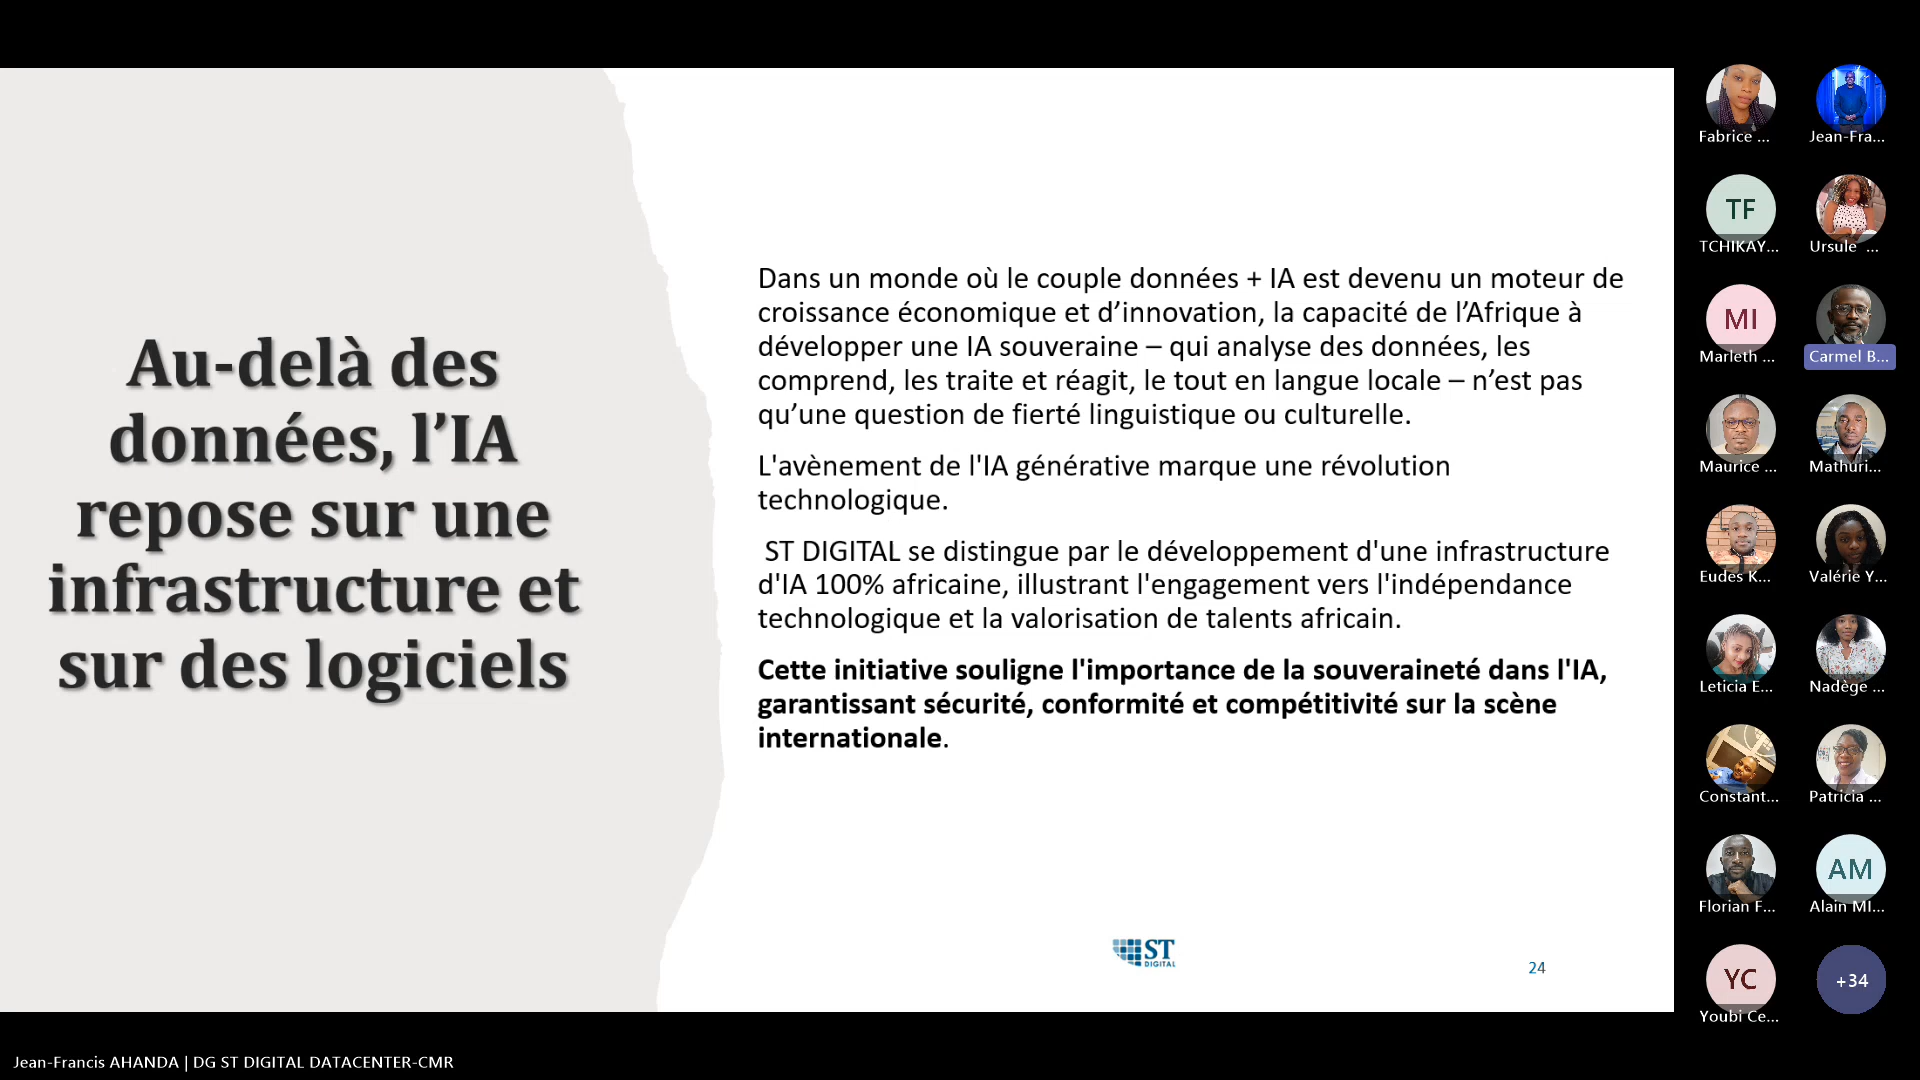 Au-delà des
données, l’IA
repose sur une
infrastructure et
sur des logiciels
Dans un monde où le couple données + IA est devenu un moteur de
croissance économique et d’innovation, la capacité de l’Afrique à
développer une IA souveraine – qui analyse des données, les
comprend, les traite et réagit, le tout en langue locale – n’est pas
qu’une question de fierté linguistique ou culturelle.
L'avènement de l'IA générative marque une révolution
technologique.
ST DIGITAL se distingue par le développement d'une infrastructure
d'IA 100% africaine, illustrant l'engagement vers l'indépendance
technologique et la valorisation de talents africain.
Cette initiative souligne l'importance de la souveraineté dans l'IA,
garantissant sécurité, conformité et compétitivité sur la scène
internationale.
ST
DIGITAL
24
Fabrice ...
Jean-Fra...
TF
TCHIKAY...
Ursule ...
MI
Marleth ...
Carmel B...
Maurice ...
Mathuri...
Eudes K...
Valérie Y...
Leticia E...
Nadège ...
Constant...
Patricia ...
Florian F...
AM
Alain MI...
YC
Youbi Ce...
+34
Jean-Francis AHANDA | DG ST DIGITAL DATACENTER-CMR